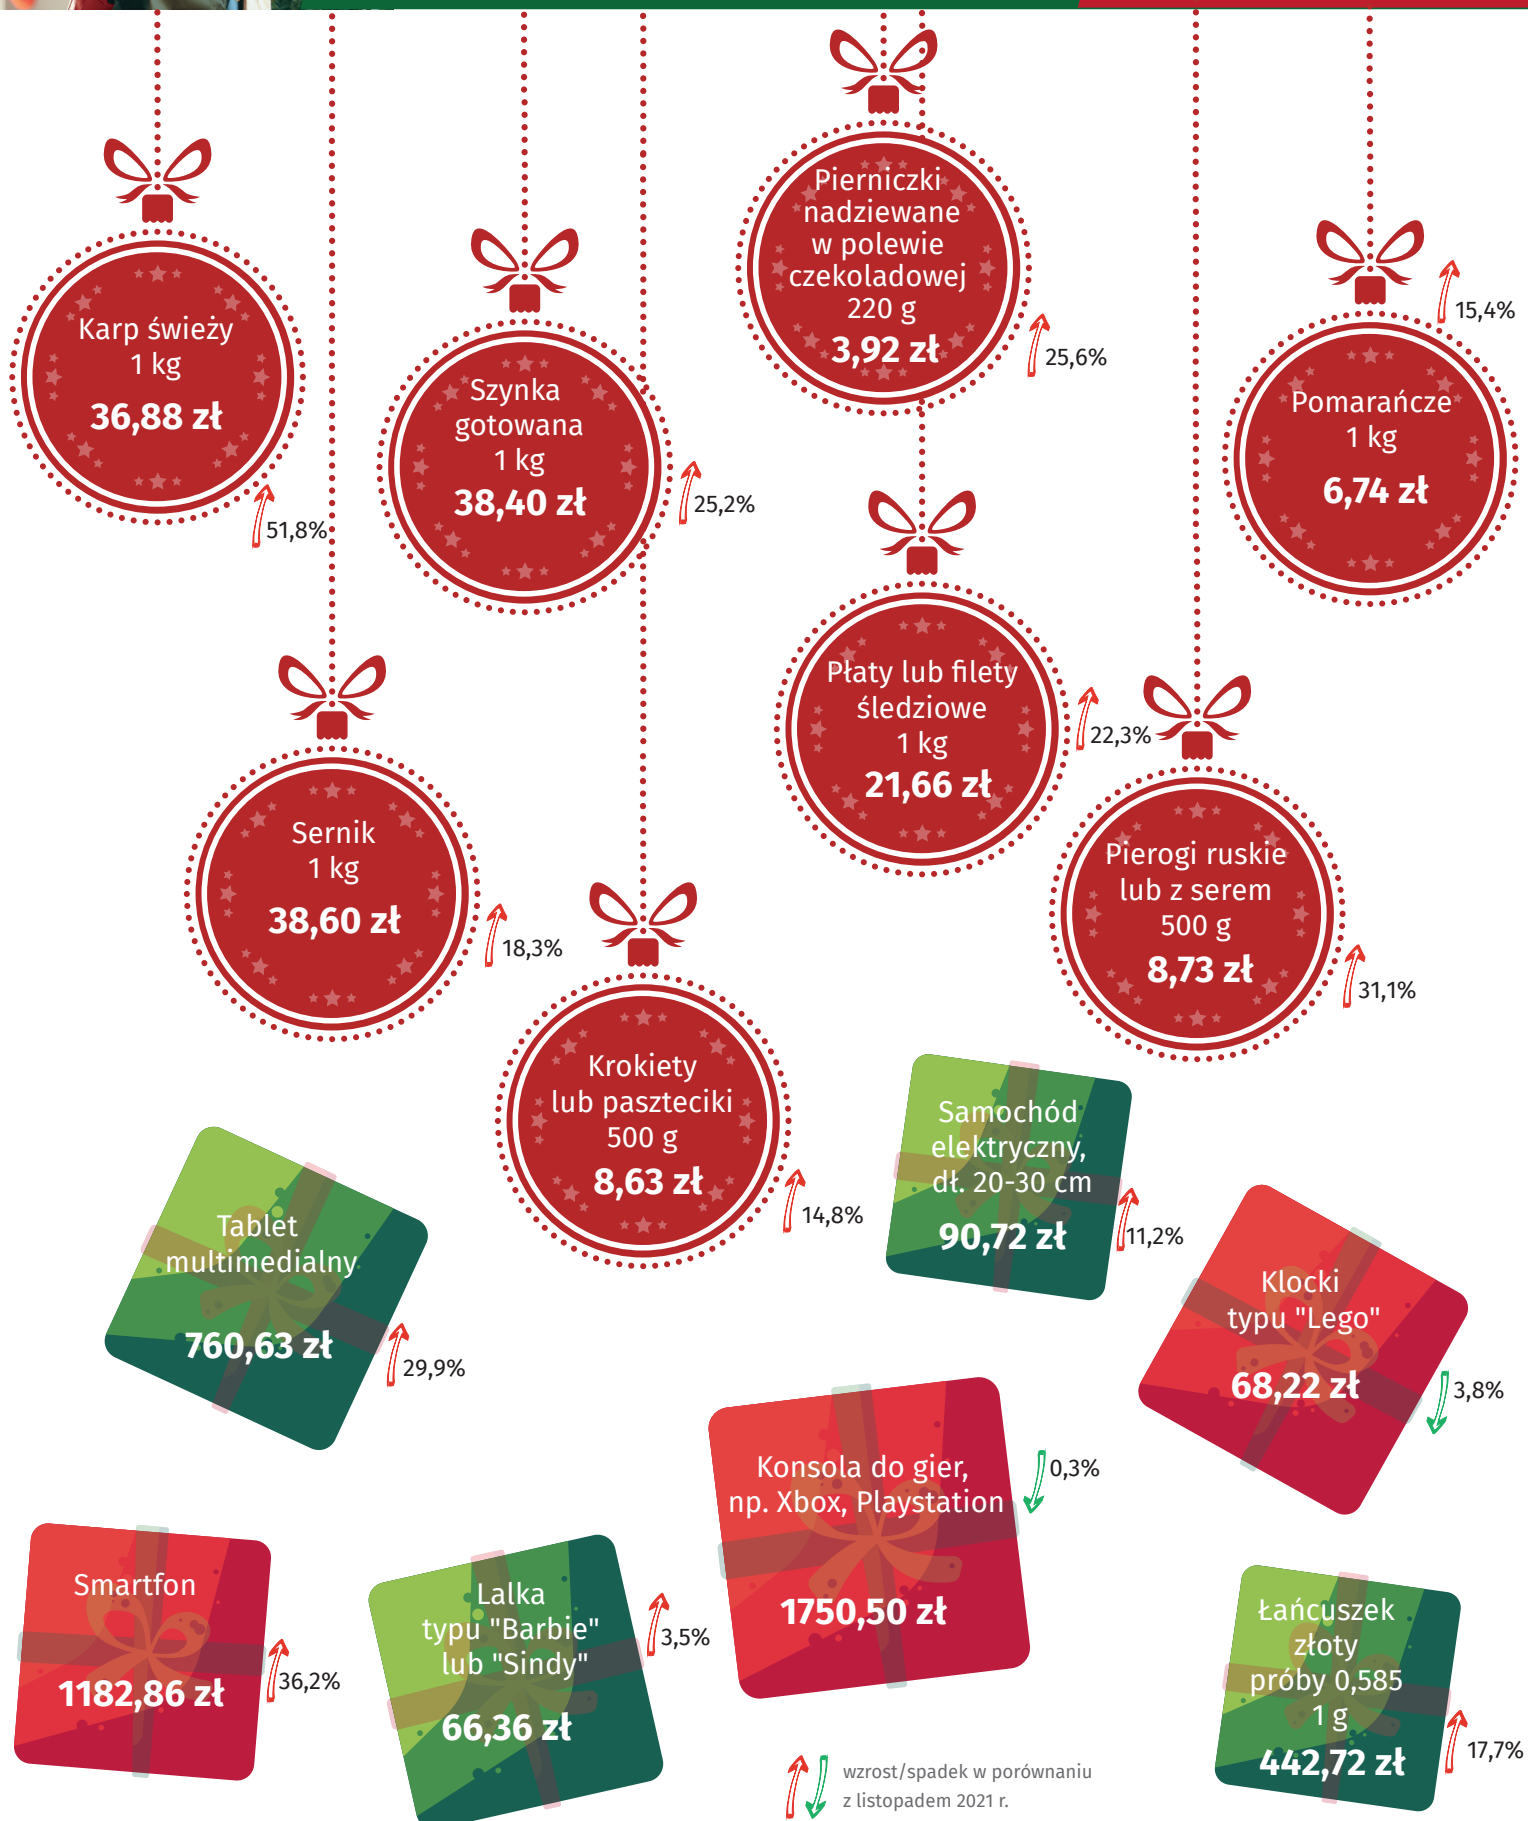 Pierniczki
nadziewane
w polewie
czekoladowej
220 g
3,92 zł
25,6%
Karp świeży
1 kg
36,88 zł
51,8%
Szynka
gotowana
1 kg
38,40 zł
25,2%
15,4%
Pomarańcze
1 kg
6,74 zł
Płaty lub filety
śledziowe
1 kg
21,66 zł
22,3%
Sernik
1 kg
38,60 zł
18,3%
Pierogi ruskie
lub z serem
500 g
8,73 zł
31,1%
Krokiety
lub paszteciki
500 g
8,63 zł
14,8%
Samochód
elektryczny,
dł. 20-30 cm
90,72 zł
11,2%
Tablet
multimedialny
760,63 zł
29,9%
Klocki
typu "Lego"
68,22 zł
3,8%
Konsola do gier,
np. Xbox, Playstation
1750,50 zł
0,3%
Smartfon
1182,86 zł
36,2%
Lalka
typu "Barbie"
lub "Sindy"
66,36 zł
3,5%
Łańcuszek
złoty
próby 0,585
1 g
442,72 zł
17,7%
wzrost/spadek w porównaniu
z listopadem 2021 r.